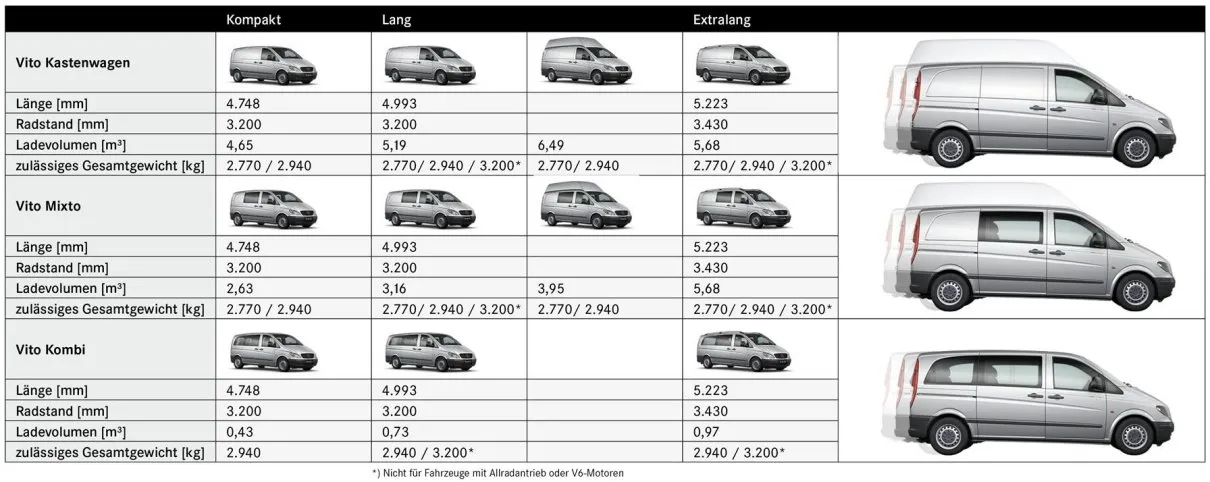 Kompakt Lang Extralang
Vito Kastenwagen
Länge [mm] 4.748 4.993 5.223
Radstand [mm] 3.200 3.200 3.430
Ladevolumen [m³] 4,65 5,19 6,49 5,68
zulässiges Gesamtgewicht [kg] 2.770 / 2.940 2.770/ 2.940 / 3.200* 2.770/ 2.940 2.770/ 2.940 / 3.200*
Vito Mixto
Länge [mm] 4.748 4.993 5.223
Radstand [mm] 3.200 3.200 3.430
Ladevolumen [m³] 2,63 3,16 3,95 5,68
zulässiges Gesamtgewicht [kg] 2.770 / 2.940 2.770/ 2.940 / 3.200* 2.770/ 2.940 2.770/ 2.940 / 3.200*
Vito Kombi
Länge [mm] 4.748 4.993 5.223
Radstand [mm] 3.200 3.200 3.430
Ladevolumen [m³] 0,43 0,73 0,97
zulässiges Gesamtgewicht [kg] 2.940 2.940 / 3.200* 2.940 / 3.200*
*) Nicht für Fahrzeuge mit Allradantrieb oder V6-Motoren